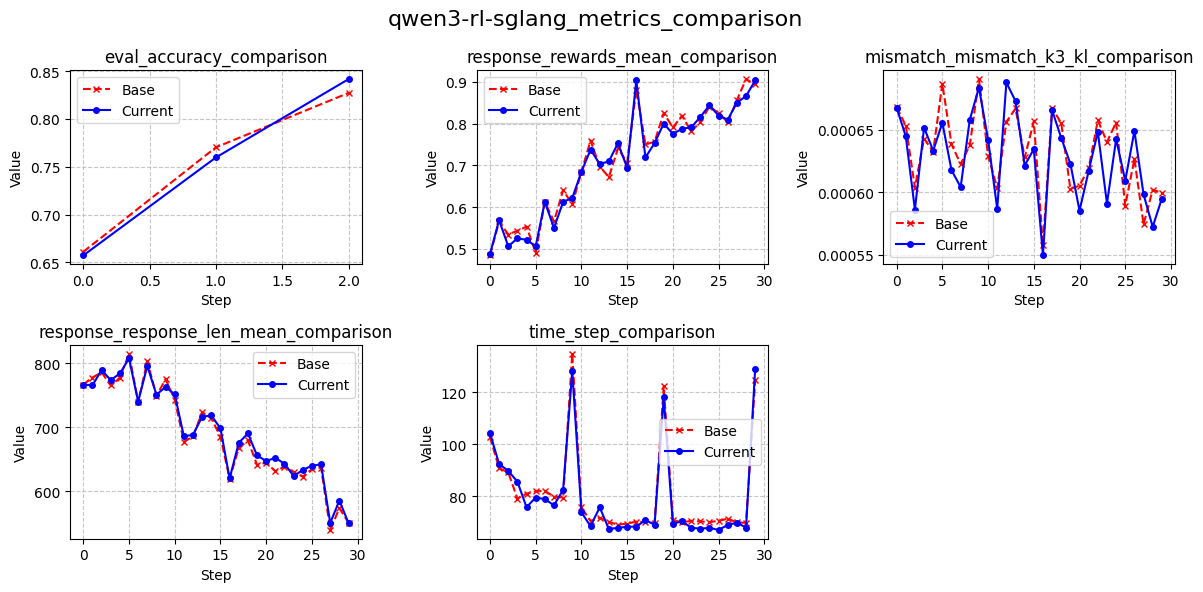 qwen3-rl-sglang_metrics_comparison
eval_accuracy_comparison
0.85
0.80
0.75
0.70
0.65
Value
Base
Current
0.0 0.5 1.0 1.5 2.0
Step
response_rewards_mean_comparison
0.9
0.8
0.7
0.6
0.5
Value
Base
Current
0 5 10 15 20 25 30
Step
mismatch_mismatch_k3_kl_comparison
0.00065
0.00060
0.00055
Value
Base
Current
0 5 10 15 20 25 30
Step
response_response_len_mean_comparison
800
700
600
Value
Base
Current
0 5 10 15 20 25 30
Step
time_step_comparison
120
100
80
Value
Base
Current
0 5 10 15 20 25 30
Step